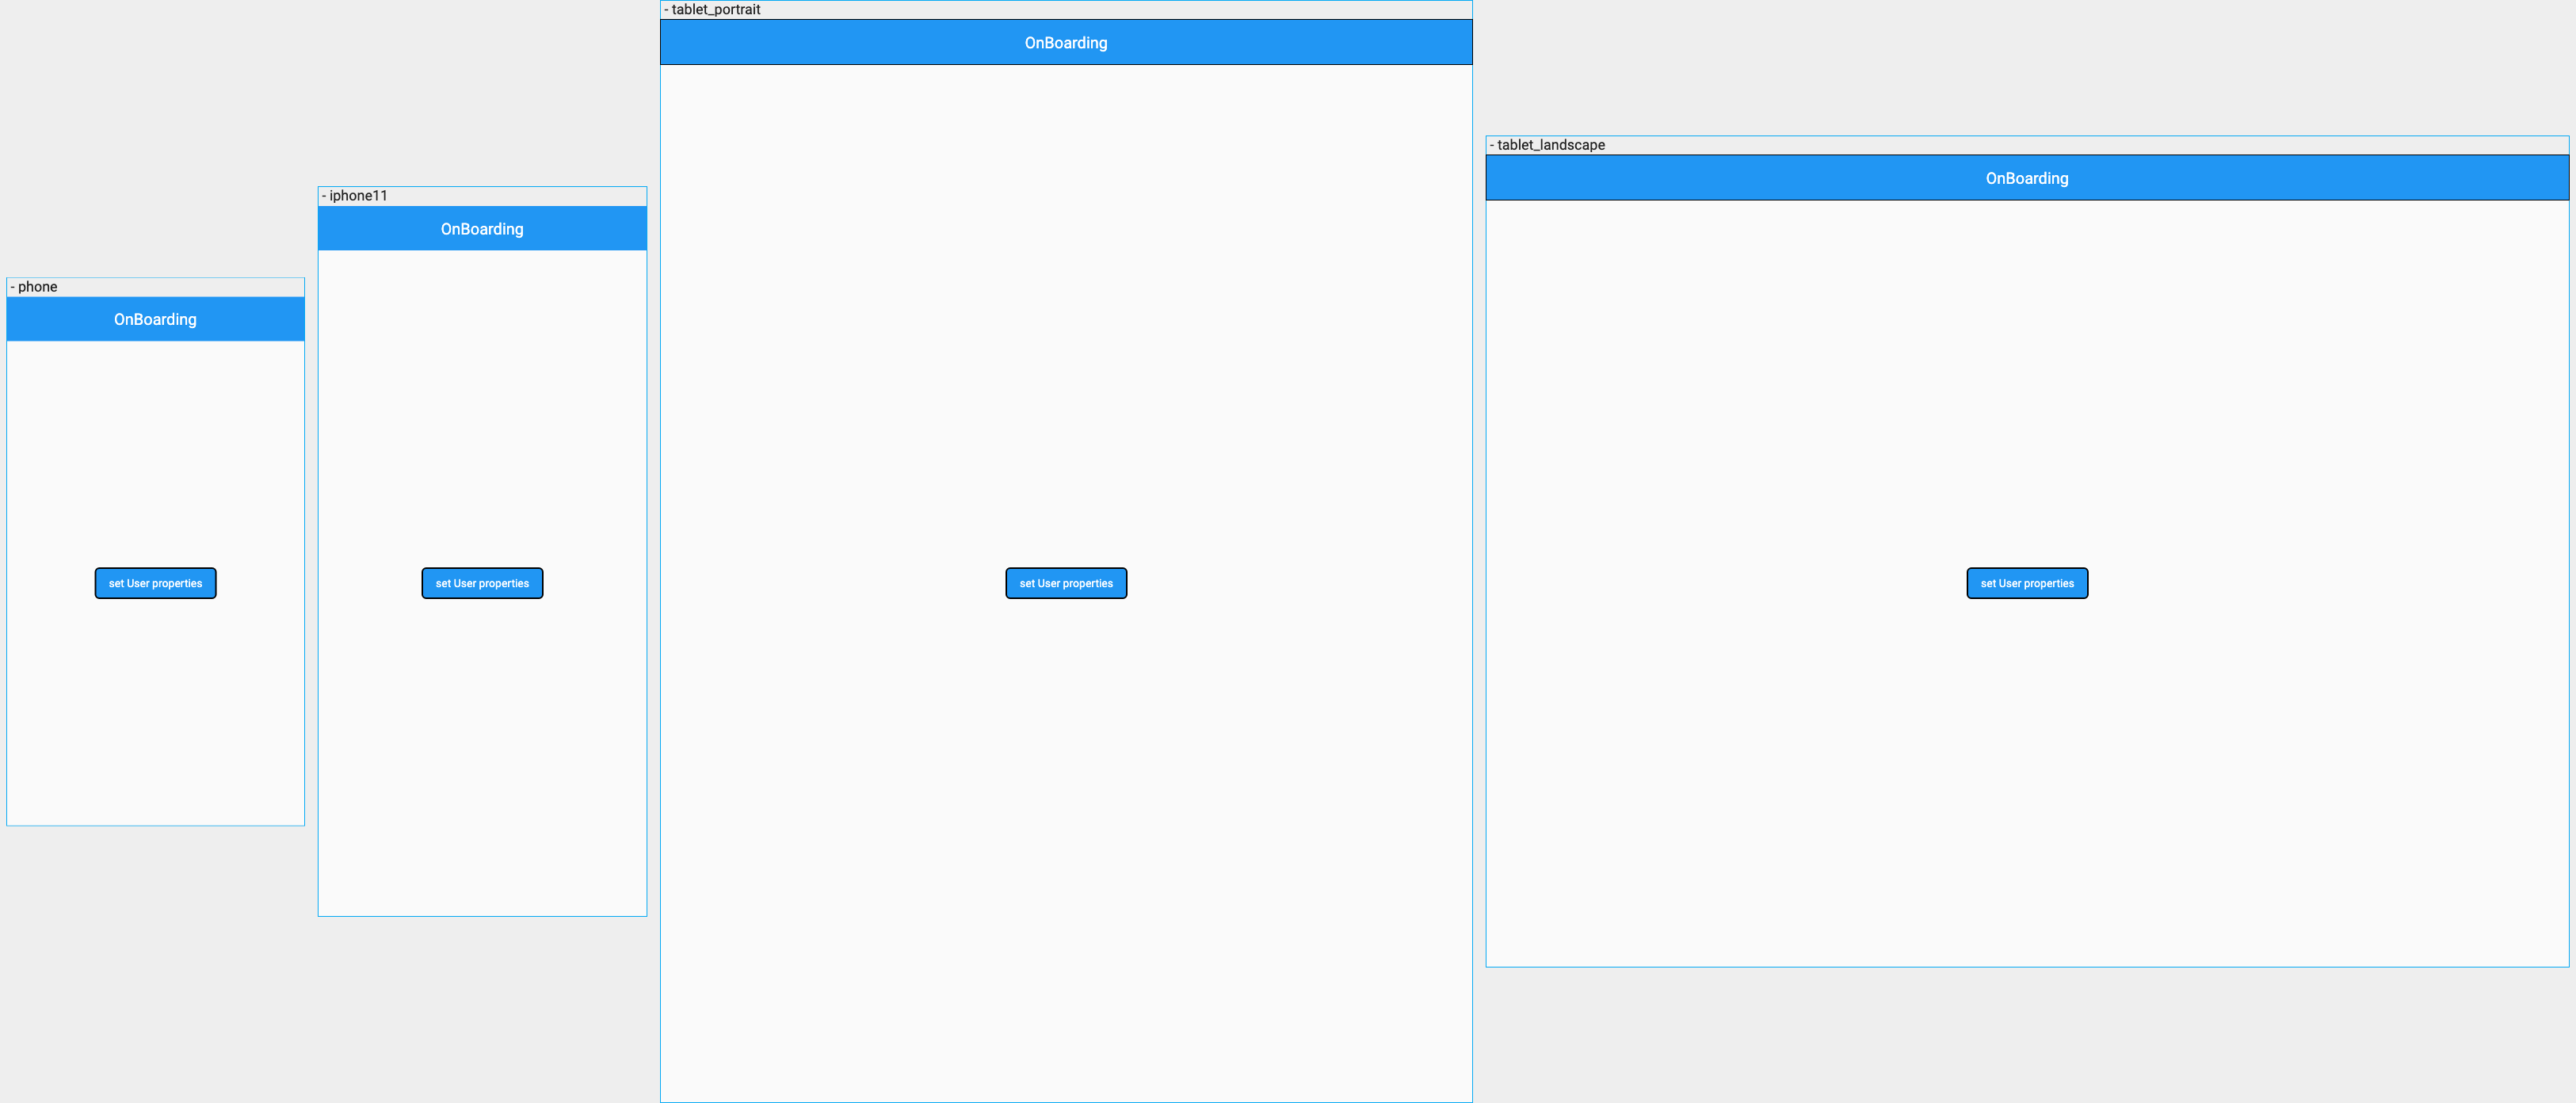 - phone
OnBoarding
set User properties
- iphone11
OnBoarding
set User properties
- tablet_portrait
OnBoarding
set User properties
- tablet_landscape
OnBoarding
set User properties